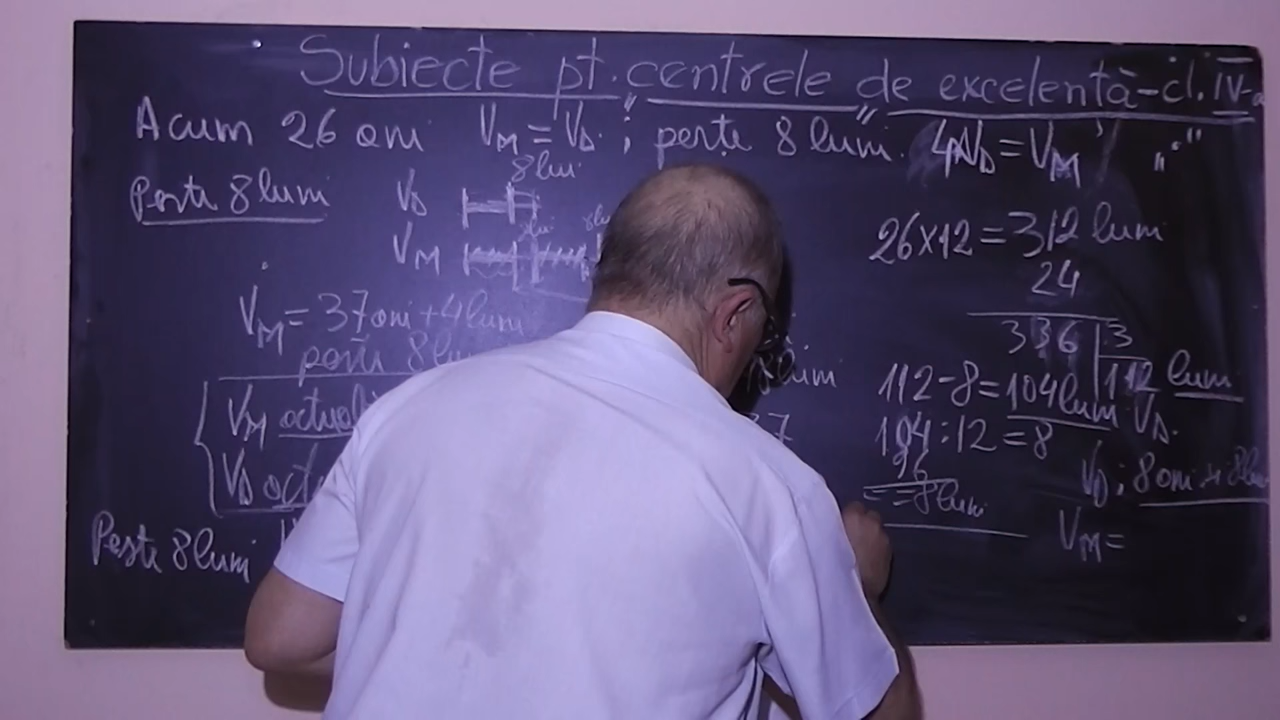 Subiecte pt. centrele de excelență - cl. IV-a
Acum 26 ani V_M = V_D ; peste 8 luni. 4V_D = V_M
Peste 8 luni V_D 8 luni
V_M
26×12 = 312 luni
24
V_M = 37 ani + 4 luni
336 | 3
peste 8 lu
112 luni
112 - 8 = 104 luni V_D.
V_M actual
104 : 12 = 8
96
V_D act
= = 8 luni
V_D : 8 ani + 8 lu
V_M =
Peste 8 luni